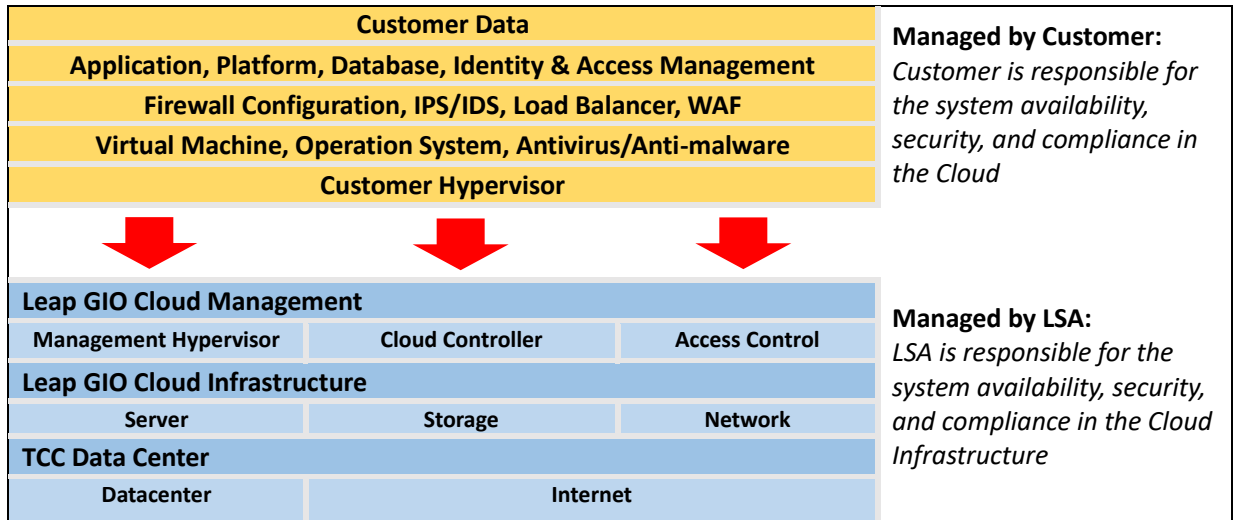 Customer Data
Application, Platform, Database, Identity & Access Management
Firewall Configuration, IPS/IDS, Load Balancer, WAF
Virtual Machine, Operation System, Antivirus/Anti-malware
Customer Hypervisor
Managed by Customer:
Customer is responsible for
the system availability,
security, and compliance in
the Cloud
Leap GIO Cloud Management
Management Hypervisor
Cloud Controller
Access Control
Leap GIO Cloud Infrastructure
Server
Storage
Network
TCC Data Center
Datacenter
Internet
Managed by LSA:
LSA is responsible for the
system availability, security,
and compliance in the Cloud
Infrastructure